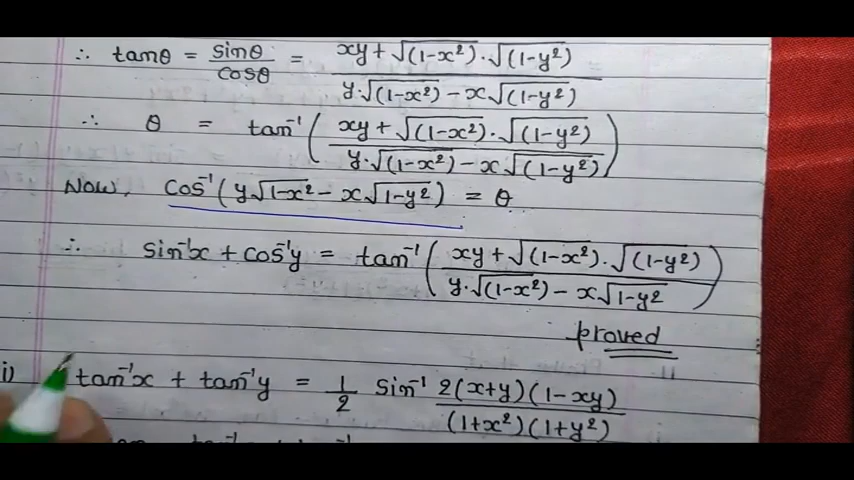 ∴ tanθ = sinθ/cosθ = (xy + √(1-x²).√(1-y²))/(y.√(1-x²) - x√(1-y²))
∴ θ = tan⁻¹((xy + √(1-x²).√(1-y²))/(y.√(1-x²) - x√(1-y²)))
Now, cos⁻¹(y√1-x² - x√1-y²) = θ
∴ sin⁻¹x + cos⁻¹y = tan⁻¹((xy + √(1-x²).√(1-y²))/(y.√(1-x²) - x√1-y²))
proved
i) tan⁻¹x + tan⁻¹y = 1/2 sin⁻¹ 2(x+y)(1-xy)/(1+x²)(1+y²)